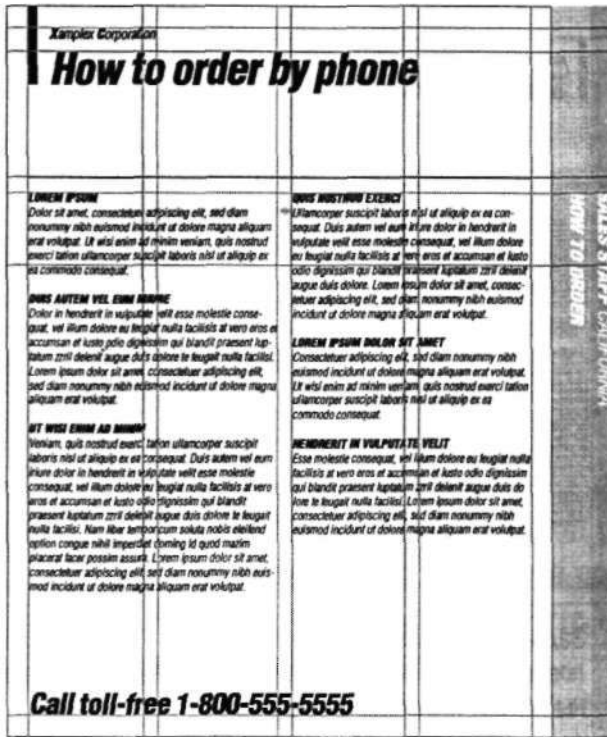 Xamplex Corporation
How to order by phone
LOREM IPSUM
Dolor sit amet, consectetuer adipiscing elit, sed diam
nonummy nibh euismod incidunt ut dolore magna aliquam
erat volutpat. Ut wisi enim ad minim veniam, quis nostrud
exerci tation ullamcorper suscipit laboris nisl ut aliquip ex
ea commodo consequat.
DUIS AUTEM VEL EUM IRIURE
Dolor in hendrerit in vulputate velit esse molestie conse-
quat, vel illum dolore eu feugiat nulla facilisis at vero eros et
accumsan et iusto odio dignissim qui blandit praesent lup-
tatum zzril delenit augue duis dolore te feugait nulla facilisi.
Lorem ipsum dolor sit amet, consectetuer adipiscing elit,
sed diam nonummy nibh euismod incidunt ut dolore magna
aliquam erat volutpat.
UT WISI ENIM AD MINIM
Veniam, quis nostrud exerci tation ullamcorper suscipit
laboris nisl ut aliquip ex ea consequat. Duis autem vel eum
iriure dolor in hendrerit in vulputate velit esse molestie
consequat, vel illum dolore eu feugiat nulla facilisis at vero
eros et accumsan et iusto odio dignissim qui blandit
praesent luptatum zzril delenit augue duis dolore te feugait
nulla facilisi. Nam liber tempor cum soluta nobis eleifend
option congue nihil imperdiet doming id quod mazim
placerat facer possim assum. Lorem ipsum dolor sit amet,
consectetuer adipiscing elit, sed diam nonummy nibh euis-
mod incidunt ut dolore magna aliquam erat volutpat.
QUIS NOSTRUD EXERCI
Ullamcorper suscipit laboris nisl ut aliquip ex ea con-
sequat. Duis autem vel eum iriure dolor in hendrerit in
vulputate velit esse molestie consequat, vel illum dolore
eu feugiat nulla facilisis at vero eros et accumsan et iusto
odio dignissim qui blandit praesent luptatum zzril delenit
augue duis dolore. Lorem ipsum dolor sit amet, consec-
tetuer adipiscing elit, sed diam nonummy nibh euismod
incidunt ut dolore magna aliquam erat volutpat.
LOREM IPSUM DOLOR SIT AMET
Consectetuer adipiscing elit, sed diam nonummy nibh
euismod incidunt ut dolore magna aliquam erat volutpat.
Ut wisi enim ad minim veniam, quis nostrud exerci tation
ullamcorper suscipit laboris nisl ut aliquip ex ea
commodo consequat.
HENDRERIT IN VULPUTATE VELIT
Esse molestie consequat, vel illum dolore eu feugiat nulla
facilisis at vero eros et accumsan et iusto odio dignissim
qui blandit praesent luptatum zzril delenit augue duis do
lore te feugait nulla facilisi. Lorem ipsum dolor sit amet,
consectetuer adipiscing elit, sed diam nonummy nibh
euismod incidunt ut dolore magna aliquam erat volutpat.
Call toll-free 1-800-555-5555
SALES STAFF CALIFORNIA
HOW TO ORDER